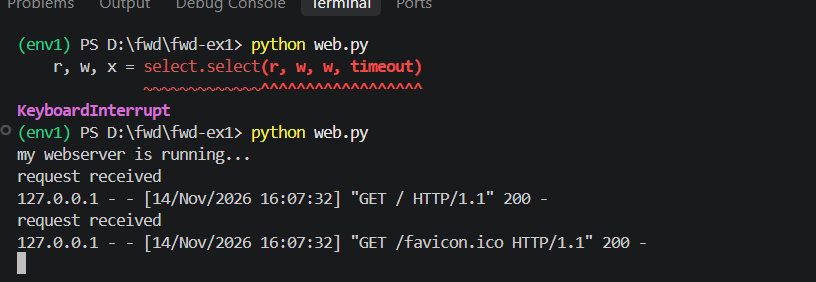 Problems Output Debug Console Terminal Ports
(env1) PS D:\fwd\fwd-ex1> python web.py
    r, w, x = select.select(r, w, w, timeout)
              ~~~~~~~~~~~~~^^^^^^^^^^^^^^^^^^
KeyboardInterrupt
(env1) PS D:\fwd\fwd-ex1> python web.py
my webserver is running...
request received
127.0.0.1 - - [14/Nov/2026 16:07:32] "GET / HTTP/1.1" 200 -
request received
127.0.0.1 - - [14/Nov/2026 16:07:32] "GET /favicon.ico HTTP/1.1" 200 -